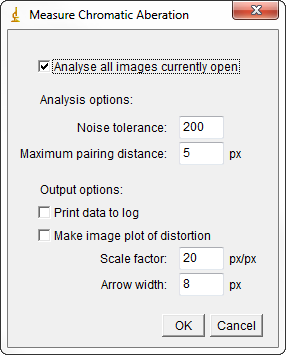 Measure Chromatic Aberration
Analyse all images currently open
Analysis options:
Noise tolerance: 200
Maximum pairing distance: 5 px
Output options:
Print data to log
Make image plot of distortion
Scale factor: 20 px/px
Arrow width: 8 px
OK Cancel